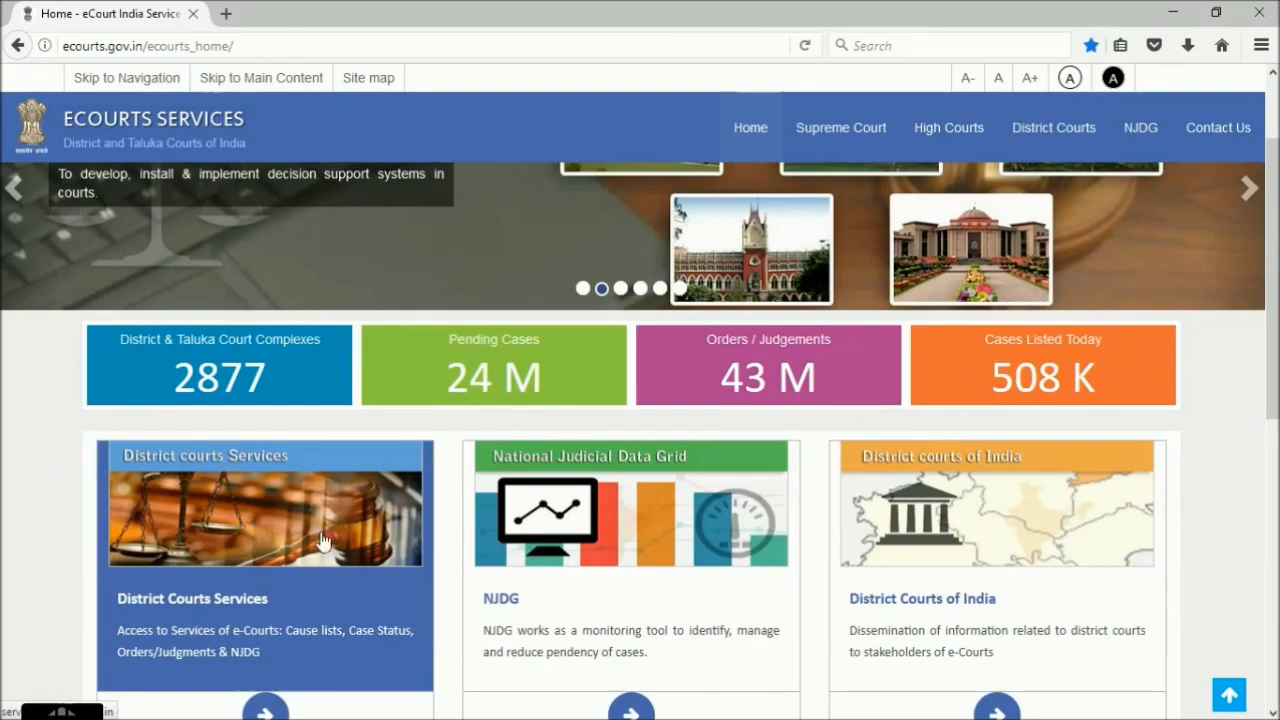 Home - eCourt India Service
ecourts.gov.in/ecourts_home/
Search
Skip to Navigation
Skip to Main Content
Site map
A-
A
A+
A
A
ECOURTS SERVICES
District and Taluka Courts of India
Home
Supreme Court
High Courts
District Courts
NJDG
Contact Us
To develop, install & implement decision support systems in
courts.
District & Taluka Court Complexes
2877
Pending Cases
24 M
Orders / Judgements
43 M
Cases Listed Today
508 K
District courts Services
District Courts Services
Access to Services of e-Courts: Cause lists, Case Status,
Orders/Judgments & NJDG
National Judicial Data Grid
NJDG
NJDG works as a monitoring tool to identify, manage
and reduce pendency of cases.
District courts of India
District Courts of India
Dissemination of information related to district courts
to stakeholders of e-Courts